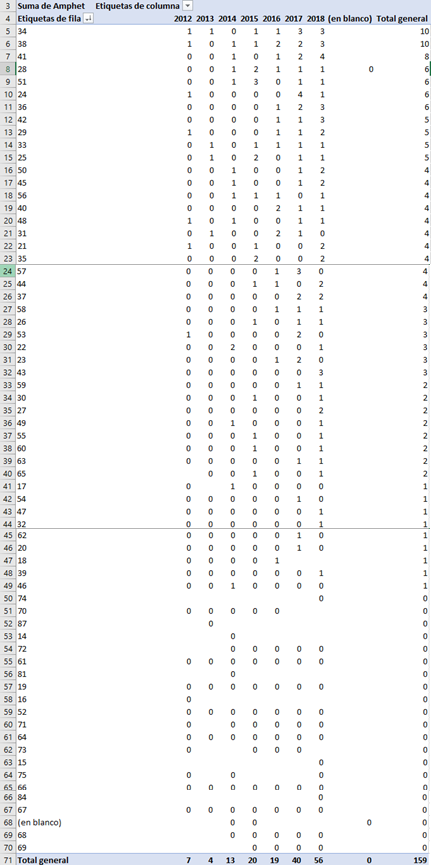 3 Suma de Amphet Etiquetas de columna
4 Etiquetas de fila 2012 2013 2014 2015 2016 2017 2018 (en blanco) Total general
5 34 1 1 0 1 1 3 3 10
6 38 1 0 1 1 2 2 3 10
7 41 0 0 1 0 1 2 4 8
8 28 0 0 1 2 1 1 1 0 6
9 51 0 0 1 3 0 1 1 6
10 24 1 0 0 0 0 4 1 6
11 36 0 0 0 0 1 2 3 6
12 42 0 0 0 0 1 1 3 5
13 29 1 0 1 0 0 1 2 5
14 33 0 1 0 1 1 1 1 5
15 25 0 1 0 2 0 1 1 5
16 50 0 0 1 0 0 1 2 4
17 45 0 0 1 0 0 1 2 4
18 56 0 0 1 1 1 0 1 4
19 40 0 0 0 0 2 1 1 4
20 48 1 0 1 0 0 1 1 4
21 31 0 1 0 0 2 1 0 4
22 21 1 0 0 1 0 0 2 4
23 35 0 0 0 2 0 0 2 4
24 57 0 0 0 0 1 3 0 4
25 44 0 0 0 1 1 0 2 4
26 37 0 0 0 0 0 2 2 4
27 58 0 0 0 0 1 1 1 3
28 26 0 0 0 1 0 1 1 3
29 53 1 0 0 0 0 2 0 3
30 22 0 0 2 0 0 0 1 3
31 23 0 0 0 0 1 2 0 3
32 43 0 0 0 0 0 0 3 3
33 59 0 0 0 0 0 1 1 2
34 30 0 0 0 1 0 0 1 2
35 27 0 0 0 0 0 0 2 2
36 49 0 0 1 0 0 0 1 2
37 55 0 0 0 1 0 0 1 2
38 60 0 0 0 1 0 0 1 2
39 63 0 0 0 0 0 1 1 2
40 65 0 0 1 0 0 1 2
41 17 0 1 0 0 0 0 1
42 54 0 0 0 0 0 1 0 1
43 47 0 0 0 0 0 0 1 1
44 32 0 0 0 0 0 0 1 1
45 62 0 0 0 0 0 1 0 1
46 20 0 0 0 0 0 1 0 1
47 18 0 0 0 0 1 1
48 39 0 0 0 0 0 0 1 1
49 46 0 0 1 0 0 0 0 1
50 74 0 0
51 70 0 0 0 0 0 0
52 87 0 0
53 14 0 0
54 72 0 0 0 0 0 0
55 61 0 0 0 0 0 0 0 0
56 81 0 0
57 19 0 0 0 0 0 0 0 0
58 16 0 0
59 52 0 0 0 0 0 0 0 0
60 71 0 0 0 0 0 0
61 64 0 0 0 0 0 0 0 0
62 73 0 0 0 0 0
63 15 0 0
64 75 0 0 0 0
65 66 0 0 0 0 0 0 0 0
66 84 0 0
67 67 0 0 0 0 0 0 0 0
68 (en blanco) 0 0 0 0
69 68 0 0 0 0 0 0
70 69 0 0 0 0 0
71 Total general 7 4 13 20 19 40 56 0 159